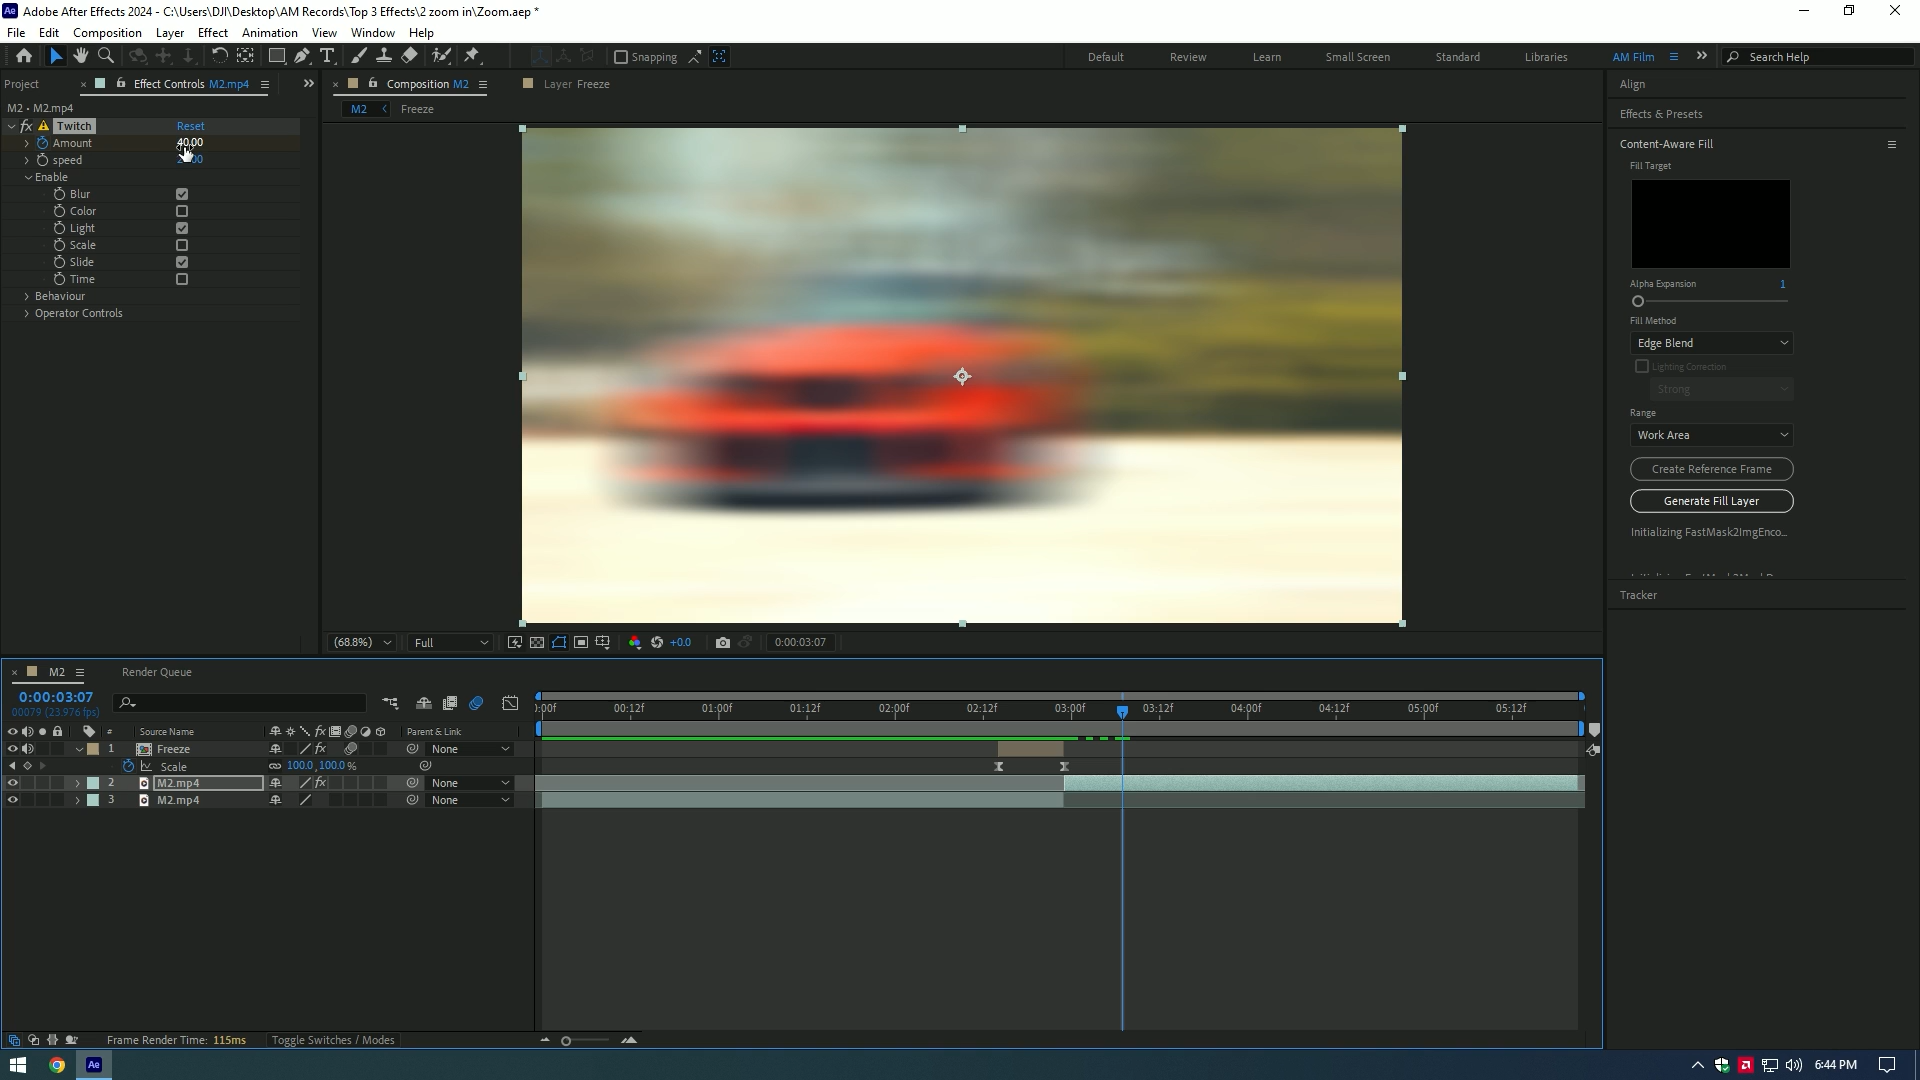 Adobe After Effects 2024 - C:\Users\DJI\Desktop\AM Records\Top 3 Effects\2 zoom in\Zoom.aep *
File Edit Composition Layer Effect Animation View Window Help
Snapping
Default Review Learn Small Screen Standard Libraries AM Film Search Help
Project Effect Controls M2.mp4 Composition M2 Layer Freeze Align
M2 • M2.mp4 M2 Freeze
Effects & Presets
fx Twitch Reset
Amount 40.00
speed
Enable
Blur
Color
Light
Scale
Slide
Time
Behaviour
Operator Controls
Content-Aware Fill
Fill Target
Alpha Expansion 1
Fill Method
Edge Blend
Lighting Correction
Strong
Range
Work Area
Create Reference Frame
Generate Fill Layer
Initializing FastMask2ImgEnco...
Tracker
(68.8%) Full +0.0 0:00:03:07
M2 Render Queue
0:00:03:07
00079 (23.976 fps)
:00f 00:12f 01:00f 01:12f 02:00f 02:12f 03:00f 03:12f 04:00f 04:12f 05:00f 05:12f
# Source Name fx Parent & Link
1 Freeze fx None
Scale 100.0,100.0%
2 M2.mp4 fx None
3 M2.mp4 None
Frame Render Time: 115ms Toggle Switches / Modes
Ae 6:44 PM